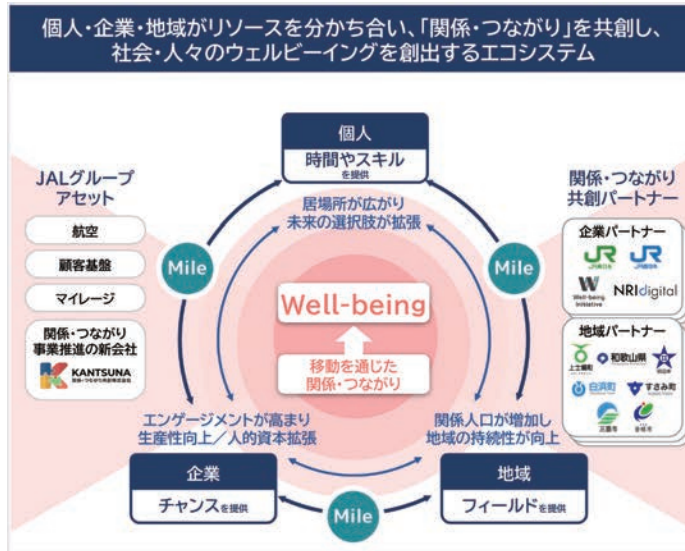 個人・企業・地域がリソースを分かち合い、「関係・つながり」を共創し、
社会・人々のウェルビーイングを創出するエコシステム
JALグループ
アセット
航空
顧客基盤
マイレージ
関係・つながり
事業推進の新会社
KANTSUNA
個人
時間やスキル
を提供
居場所が広がり
未来の選択肢が拡張
Mile
Mile
Well-being
移動を通じた
関係・つながり
エンゲージメントが高まり
生産性向上／人的資本拡張
関係人口が増加し
地域の持続性が向上
企業
チャンスを提供
Mile
地域
フィールドを提供
関係・つながり
共創パートナー
企業パートナー
JR
JR
Well-being
Initiative
NRIdigital
地域パートナー
上士幌町
和歌山県
白浜町
すさみ町
三豊市